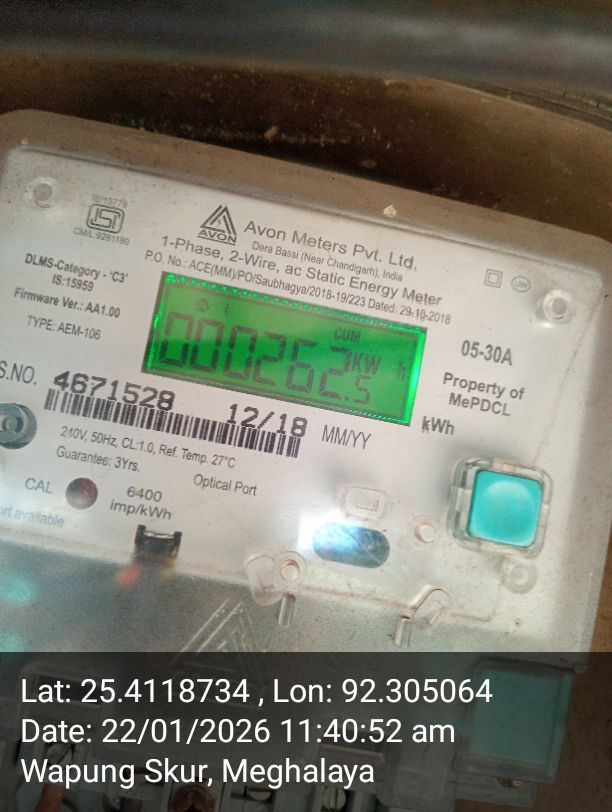 IS:13779
CM/L.9281180
AVON
Avon Meters Pvt. Ltd.
Dera Bassi (Near Chandigarh), India
1-Phase, 2-Wire, ac Static Energy Meter
P.O. No.: ACE(MM)/PO/Saubhagya/2018-19/223 Dated: 29-10-2018
DLMS-Category - 'C3'
IS:15959
Firmware Ver.: AA1.00
TYPE: AEM-106
CUM
000262.5 KW h
05-30A
Property of
MePDCL
S.NO. 4671528 12/18 MM/YY
kWh
240V, 50Hz, CL:1.0, Ref. Temp. 27°C
Guarantee: 3Yrs.
Optical Port
CAL
6400
imp/kWh
ort available
Lat: 25.4118734 , Lon: 92.305064
Date: 22/01/2026 11:40:52 am
Wapung Skur, Meghalaya